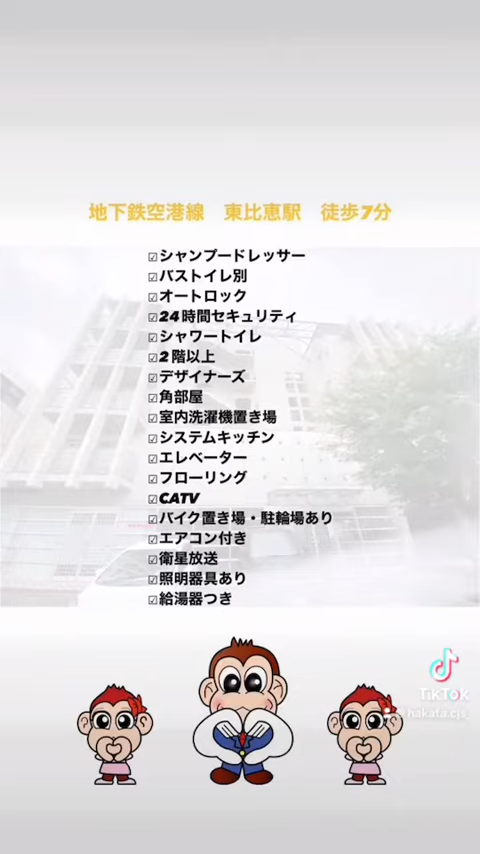 地下鉄空港線　東比恵駅　徒歩7分
☑シャンプードレッサー
☑バストイレ別
☑オートロック
☑24時間セキュリティ
☑シャワートイレ
☑2階以上
☑デザイナーズ
☑角部屋
☑室内洗濯機置き場
☑システムキッチン
☑エレベーター
☑フローリング
☑CATV
☑バイク置き場・駐輪場あり
☑エアコン付き
☑衛星放送
☑照明器具あり
☑給湯器つき
TikTok
hakata.cjs_